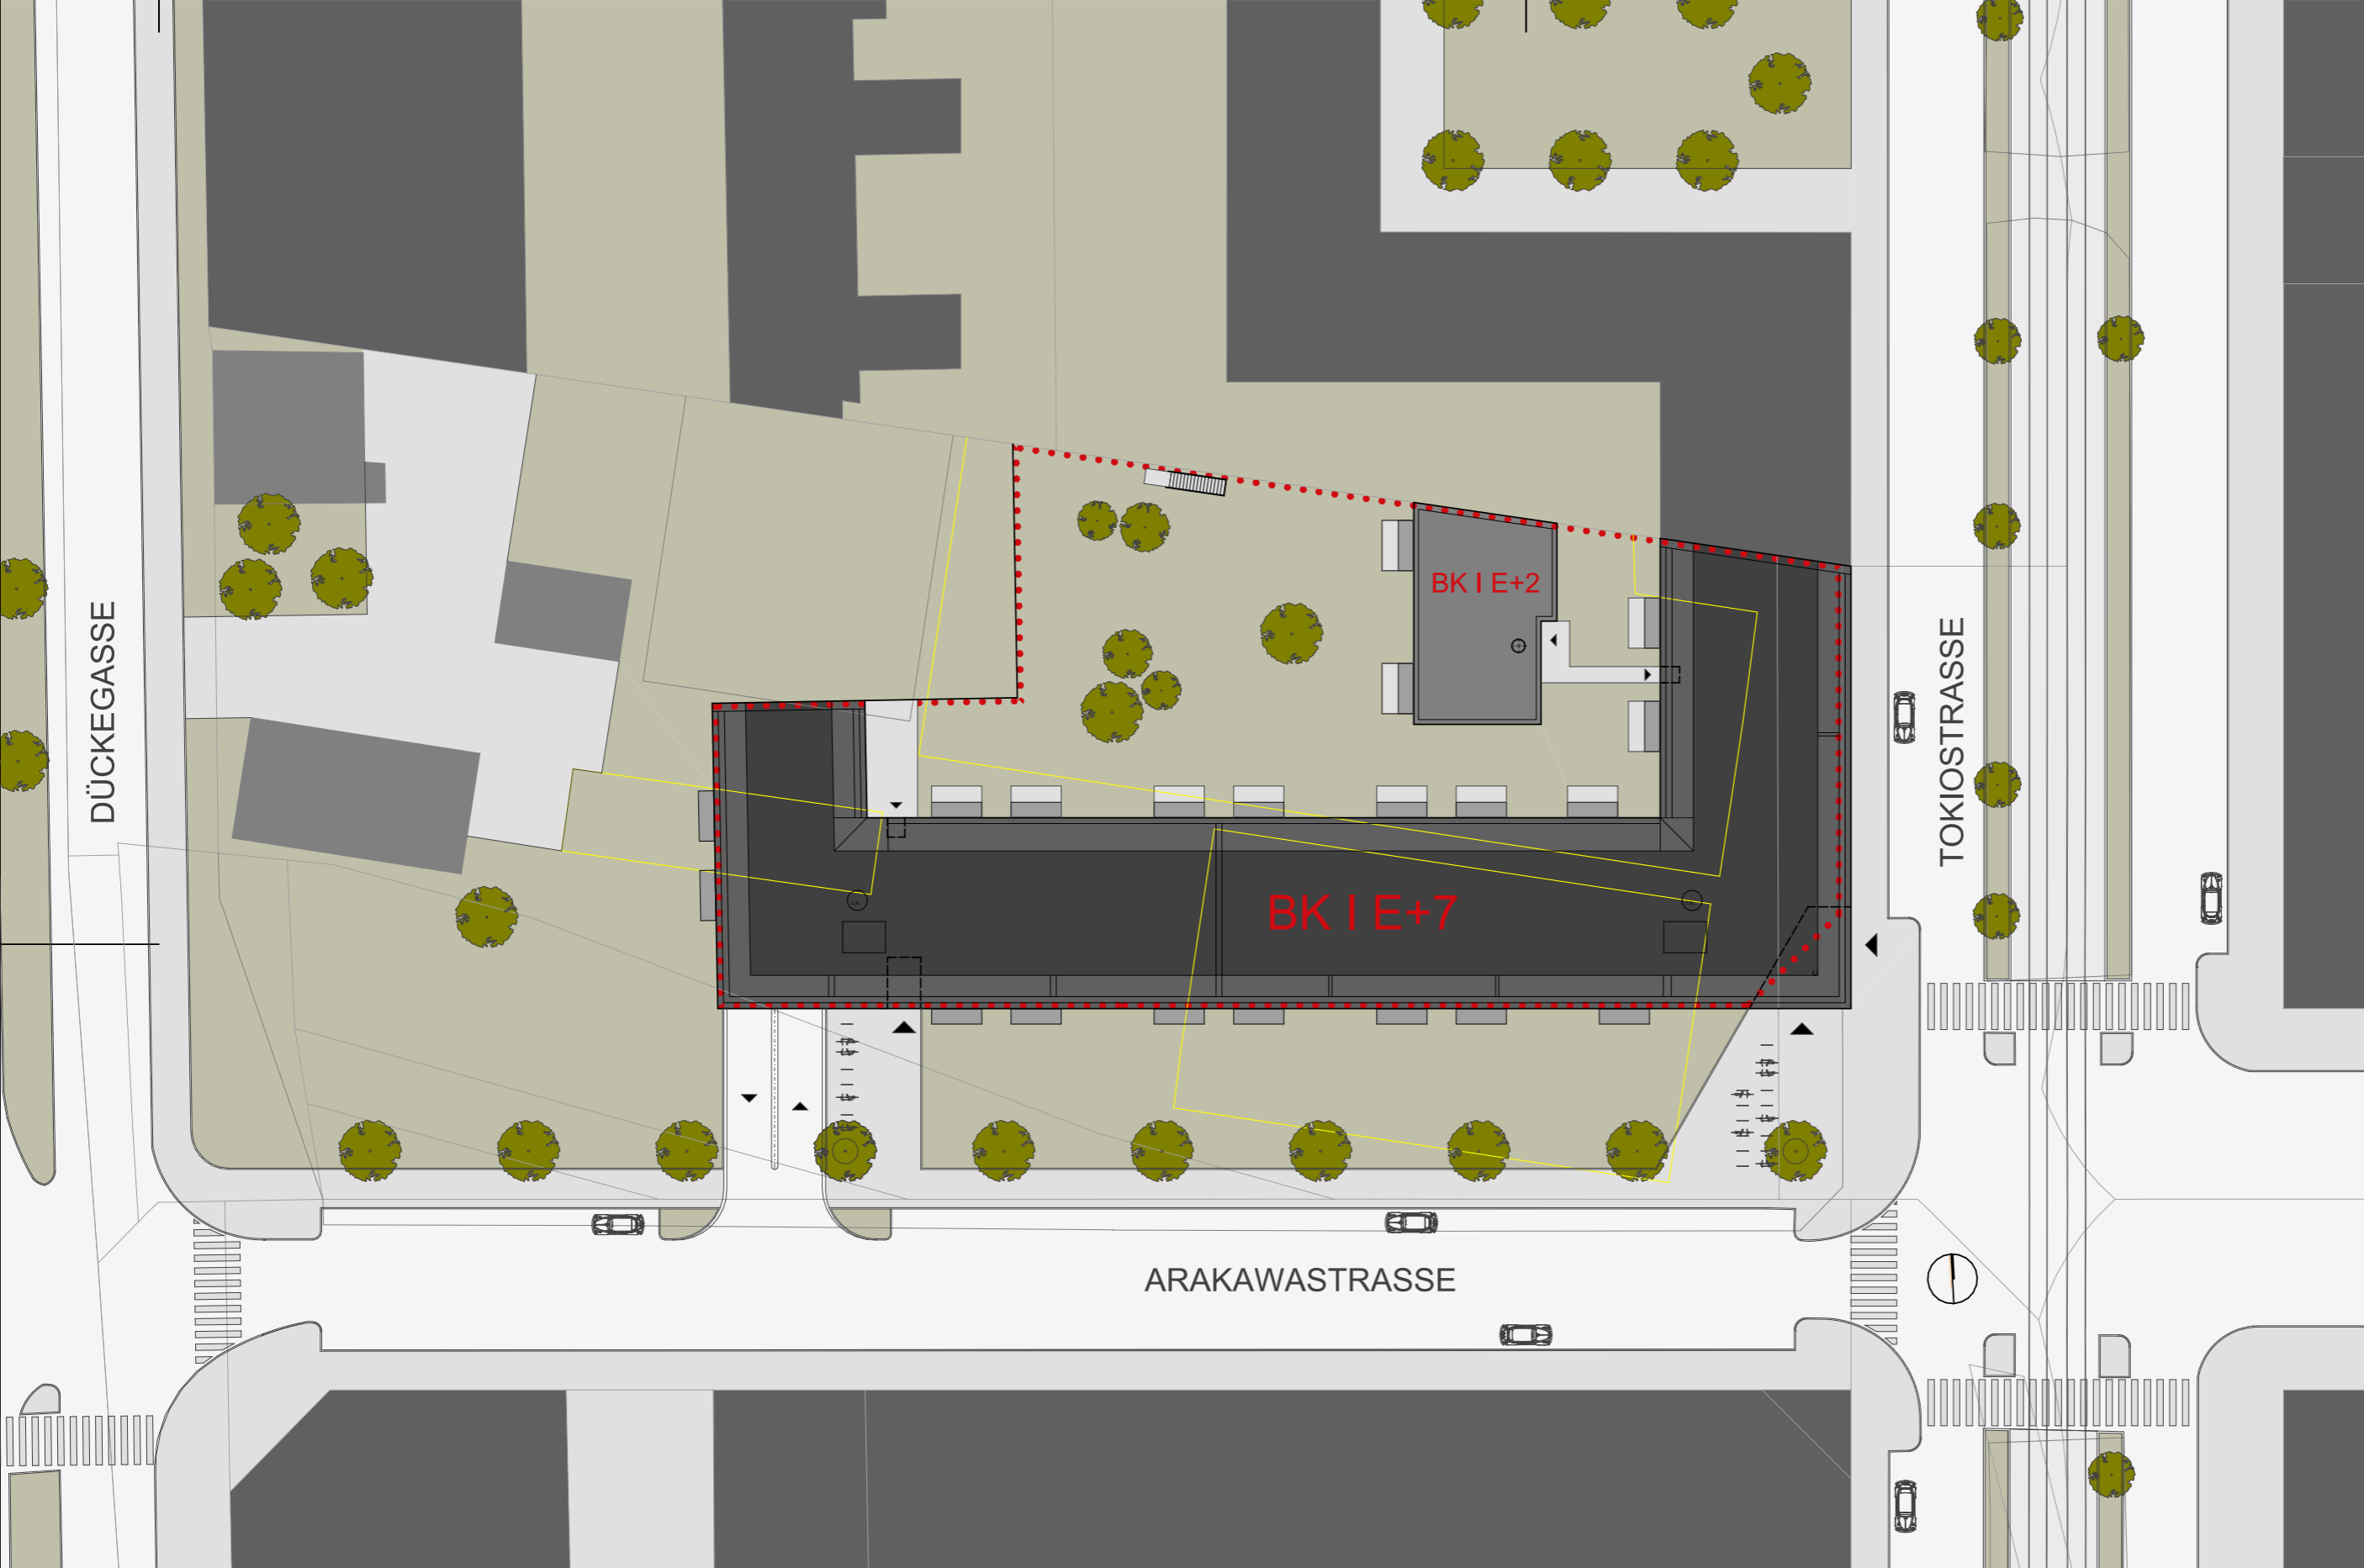 BK I E+2
DÜCKEGASSE
TOKIOSTRASSE
BK I E+7
ARAKAWASTRASSE